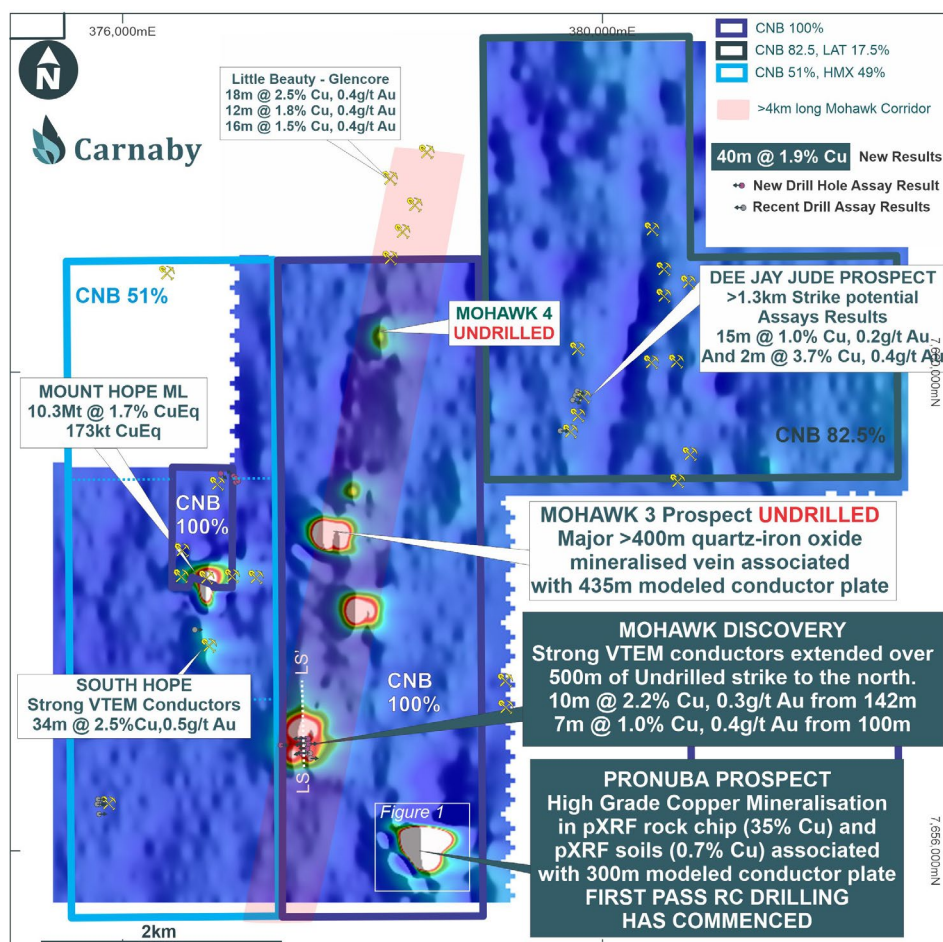 376,000mE
380,000mE
N
Carnaby
Little Beauty - Glencore
18m @ 2.5% Cu, 0.4g/t Au
12m @ 1.8% Cu, 0.4g/t Au
16m @ 1.5% Cu, 0.4g/t Au
CNB 100%
CNB 82.5, LAT 17.5%
CNB 51%, HMX 49%
>4km long Mohawk Corridor
40m @ 1.9% Cu
New Results
New Drill Hole Assay Result
Recent Drill Assay Results
CNB 51%
MOHAWK 4
UNDRILLED
DEE JAY JUDE PROSPECT
>1.3km Strike potential
Assays Results
15m @ 1.0% Cu, 0.2g/t Au
And 2m @ 3.7% Cu, 0.4g/t Au
CNB 82.5%
MOUNT HOPE ML
10.3Mt @ 1.7% CuEq
173kt CuEq
CNB
100%
MOHAWK 3 Prospect UNDRILLED
Major >400m quartz-iron oxide
mineralised vein associated
with 435m modeled conductor plate
MOHAWK DISCOVERY
Strong VTEM conductors extended over
500m of Undrilled strike to the north.
10m @ 2.2% Cu, 0.3g/t Au from 142m
7m @ 1.0% Cu, 0.4g/t Au from 100m
SOUTH HOPE
Strong VTEM Conductors
34m @ 2.5%Cu,0.5g/t Au
LS'
LS
CNB
100%
Figure 1
PRONUBA PROSPECT
High Grade Copper Mineralisation
in pXRF rock chip (35% Cu) and
pXRF soils (0.7% Cu) associated
with 300m modeled conductor plate
FIRST PASS RC DRILLING
HAS COMMENCED
7,656.000mN
2km